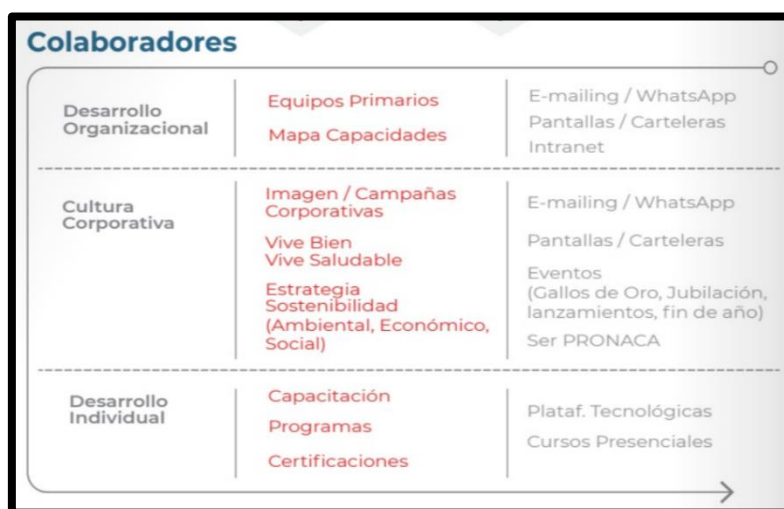 Colaboradores
Desarrollo
Organizacional
Equipos Primarios
Mapa Capacidades
E-mailing / WhatsApp
Pantallas / Carteleras
Intranet
Cultura
Corporativa
Imagen / Campañas
Corporativas
Vive Bien
Vive Saludable
Estrategia
Sostenibilidad
(Ambiental, Económico,
Social)
E-mailing / WhatsApp
Pantallas / Carteleras
Eventos
(Gallos de Oro, Jubilación,
lanzamientos, fin de año)
Ser PRONACA
Desarrollo
Individual
Capacitación
Programas
Certificaciones
Plataf. Tecnológicas
Cursos Presenciales